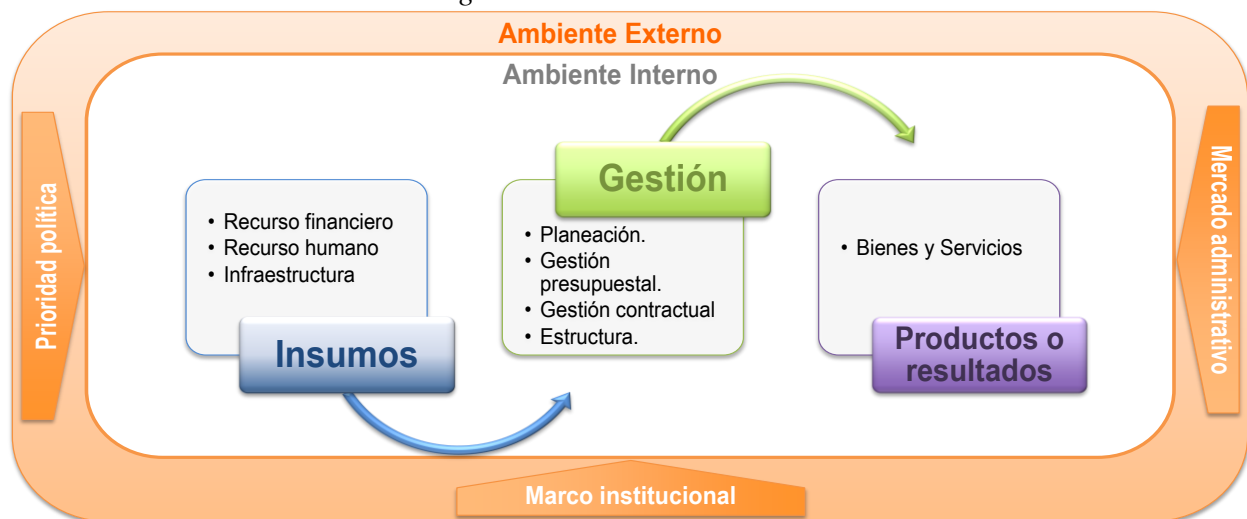 Ambiente Externo
Ambiente Interno
Prioridad política
• Recurso financiero
• Recurso humano
• Infraestructura
Insumos
Gestión
• Planeación.
• Gestión
presupuestal.
• Gestión contractual
• Estructura.
• Bienes y Servicios
Productos o
resultados
Mercado administrativo
Marco institucional